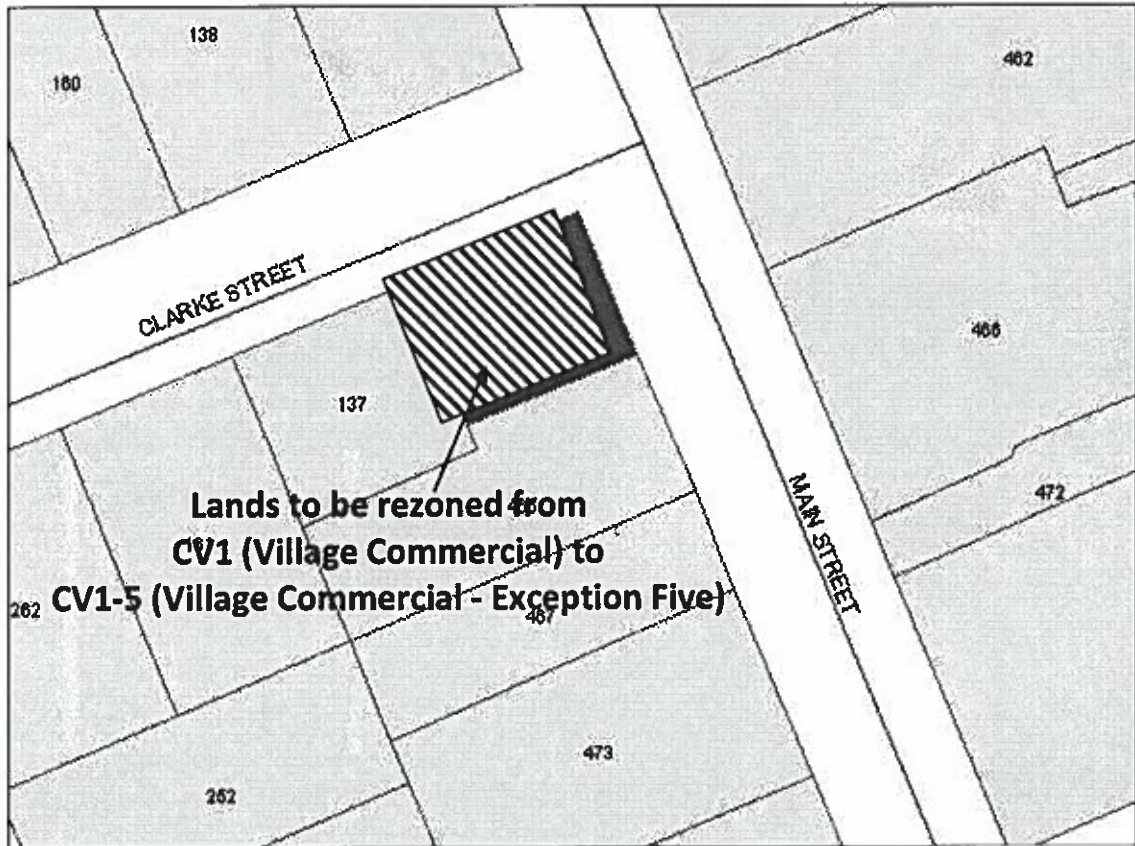 138
160
462
CLARKE STREET
466
137
MAIN STREET
472
Lands to be rezoned from
CV1 (Village Commercial) to
CV1-5 (Village Commercial - Exception Five)
262
467
473
252